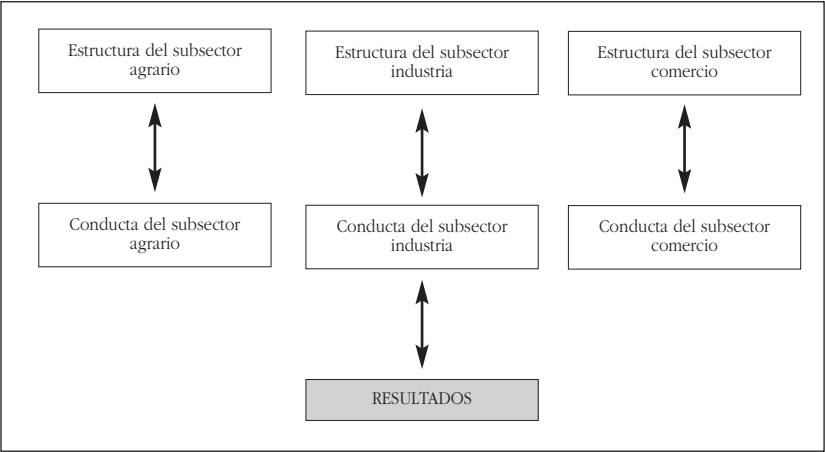 Estructura del subsector
agrario
Estructura del subsector
industria
Estructura del subsector
comercio
Conducta del subsector
agrario
Conducta del subsector
industria
Conducta del subsector
comercio
RESULTADOS